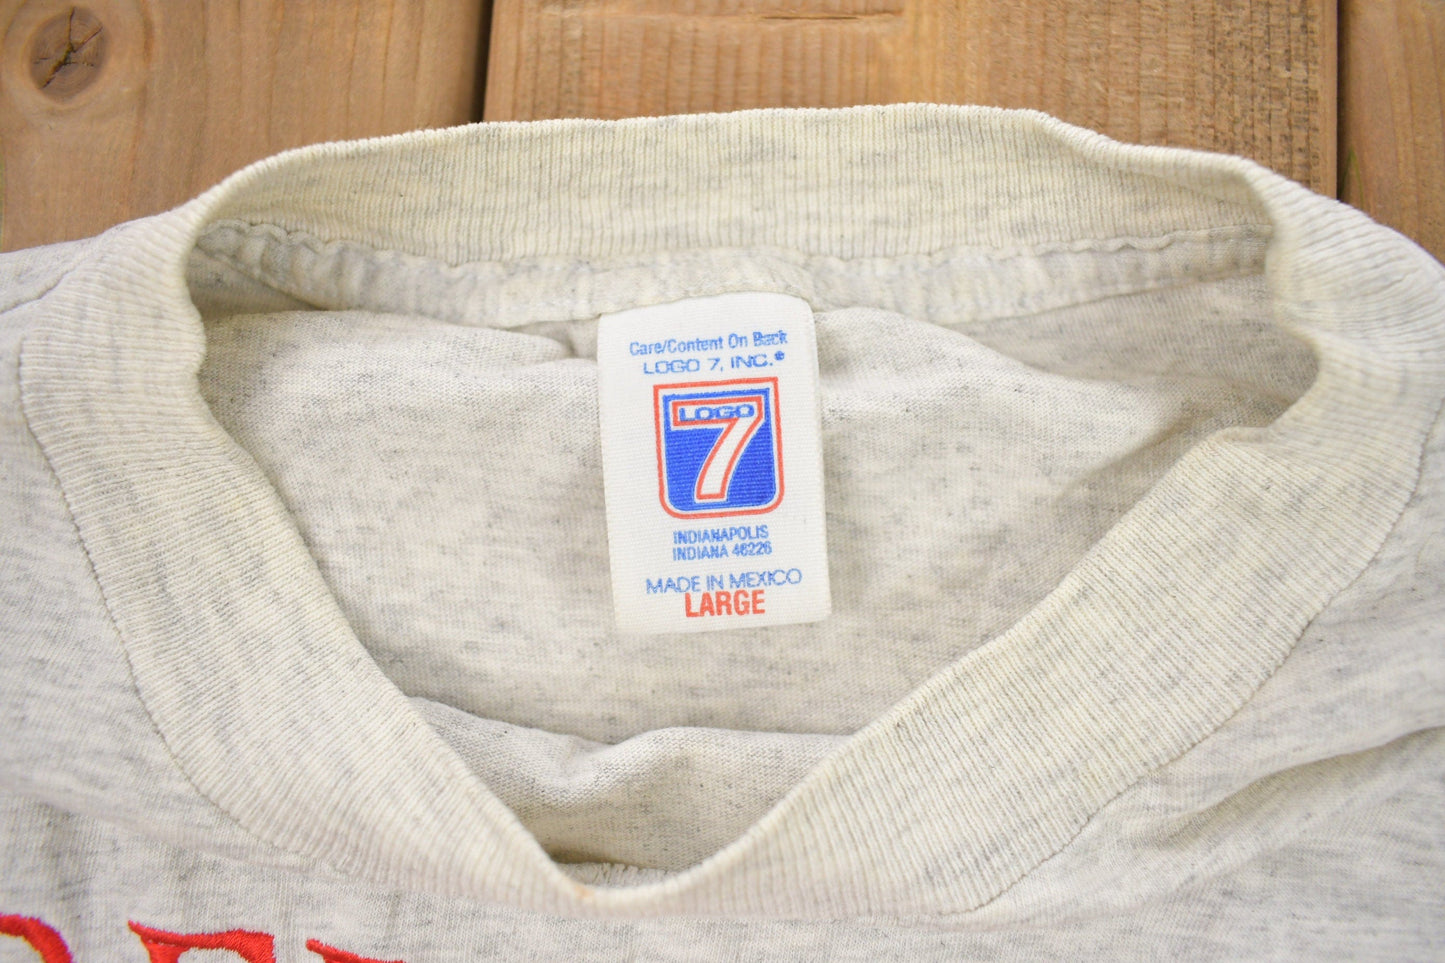 Care/Content On Back
LOGO 7, INC.®
LOGO
7
INDIANAPOLIS
INDIANA 46226
MADE IN MEXICO
LARGE